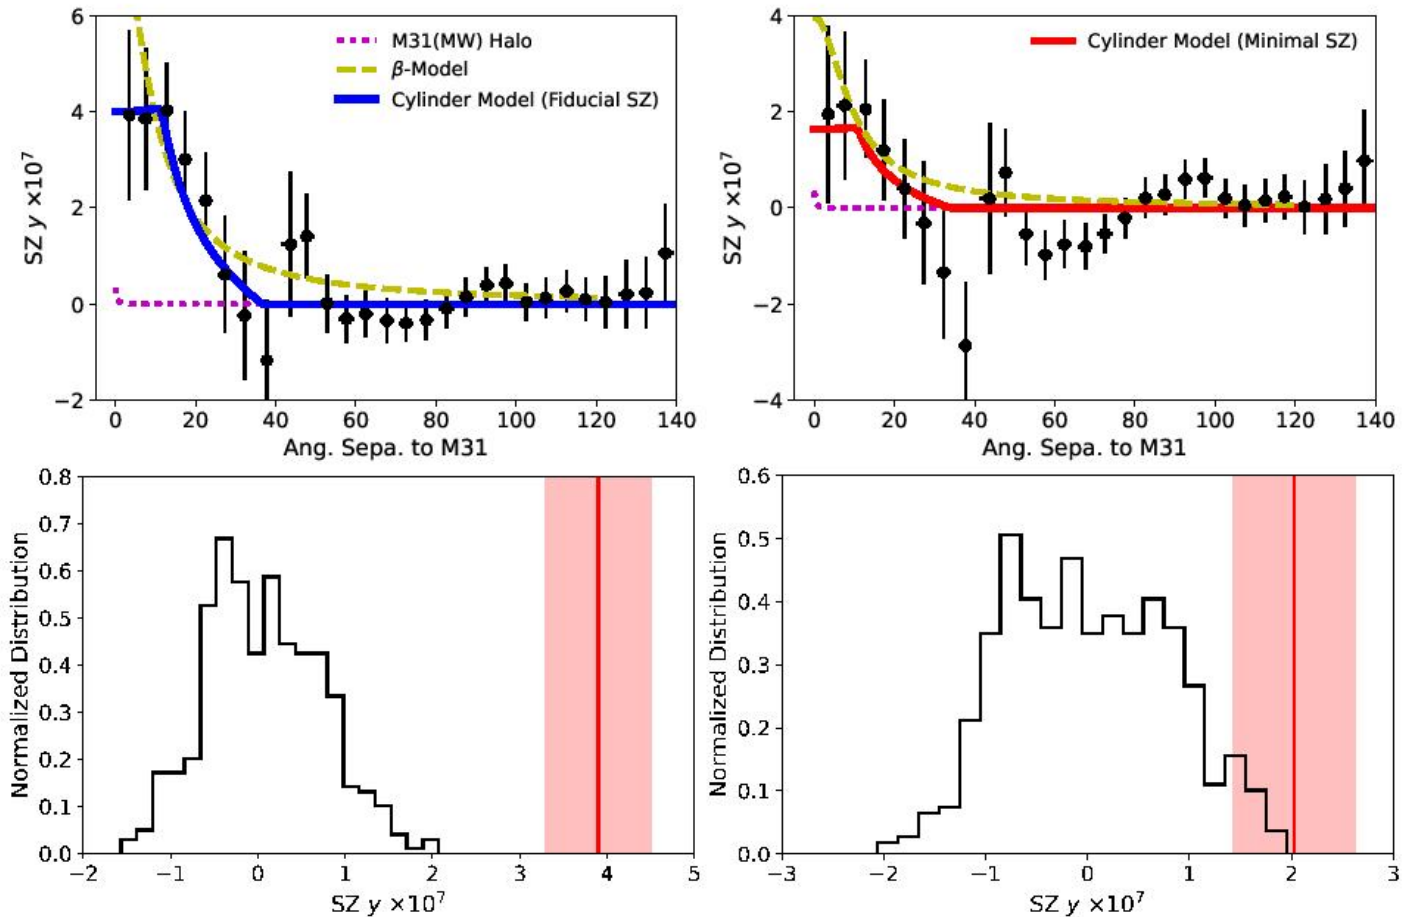 6
4
2
0
−2
SZ y ×10⁷
M31(MW) Halo
β-Model
Cylinder Model (Fiducial SZ)
0 20 40 60 80 100 120 140
Ang. Sepa. to M31
4
2
0
−2
−4
SZ y ×10⁷
Cylinder Model (Minimal SZ)
0 20 40 60 80 100 120 140
Ang. Sepa. to M31
0.8
0.7
0.6
0.5
0.4
0.3
0.2
0.1
0.0
Normalized Distribution
−2 −1 0 1 2 3 4 5
SZ y ×10⁷
0.6
0.5
0.4
0.3
0.2
0.1
0.0
Normalized Distribution
−3 −2 −1 0 1 2 3
SZ y ×10⁷